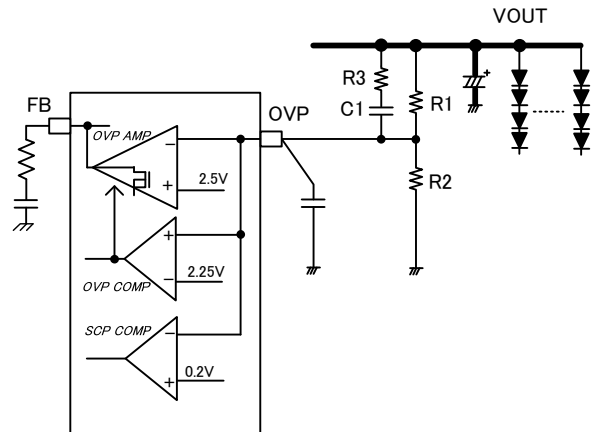 VOUT
FB
OVP
R3
C1
R1
R2
OVP AMP
−
+
2.5V
+
−
OVP COMP
2.25V
SCP COMP
−
+
0.2V
+